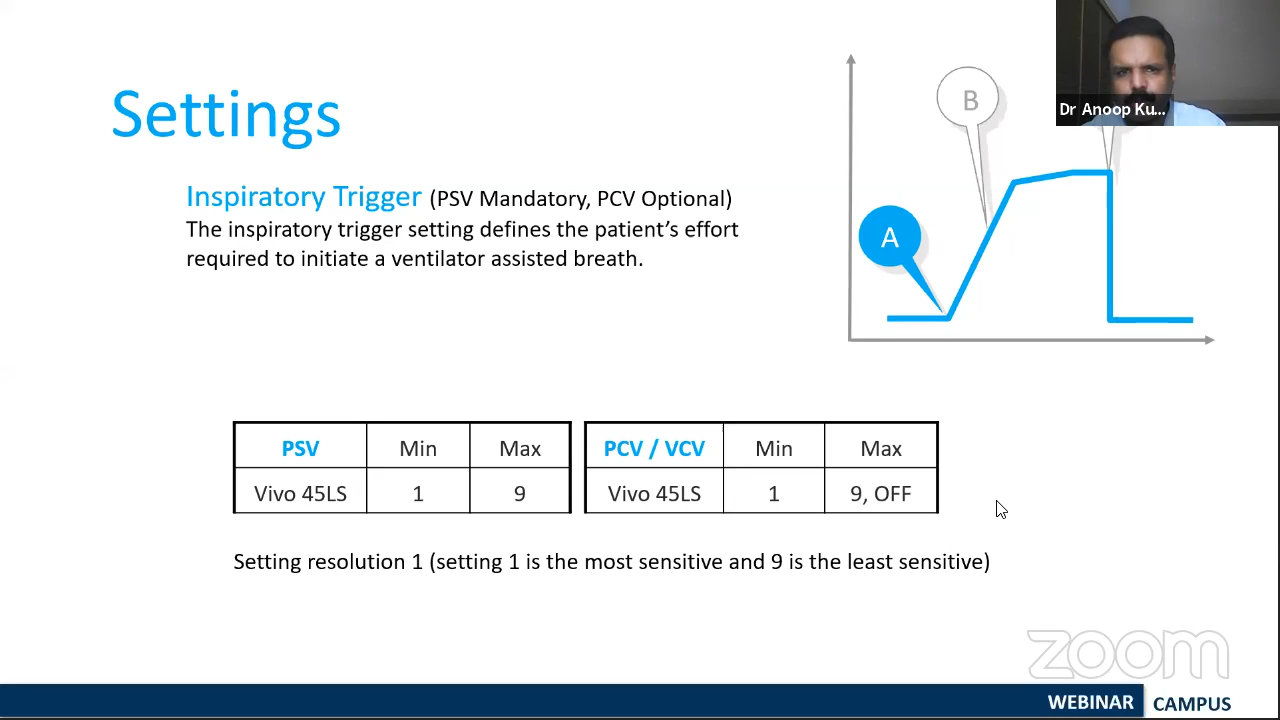 Settings
B
Dr Anoop Ku...
Inspiratory Trigger (PSV Mandatory, PCV Optional)
The inspiratory trigger setting defines the patient’s effort
required to initiate a ventilator assisted breath.
A
PSV Min Max
Vivo 45LS 1 9
PCV / VCV Min Max
Vivo 45LS 1 9, OFF
Setting resolution 1 (setting 1 is the most sensitive and 9 is the least sensitive)
zoom
WEBINAR CAMPUS